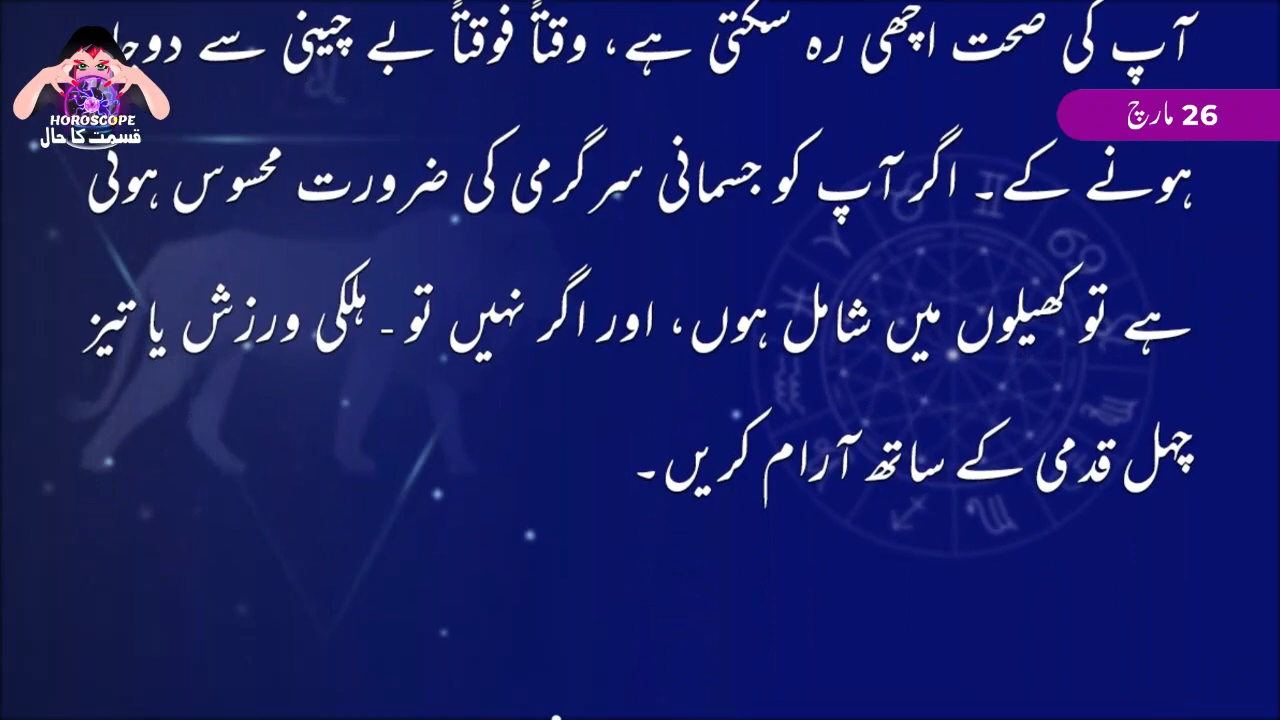 آپ کی صحت اچھی رہ سکتی ہے، وقتاً فوقتاً بے چینی سے دوچار
26 مارچ
HOROSCOPE
قسمت کا حال
ہونے کے۔ اگر آپ کو جسمانی سرگرمی کی ضرورت محسوس ہوتی
ہے تو کھیلوں میں شامل ہوں، اور اگر نہیں تو - ہلکی ورزش یا تیز
چہل قدمی کے ساتھ آرام کریں۔